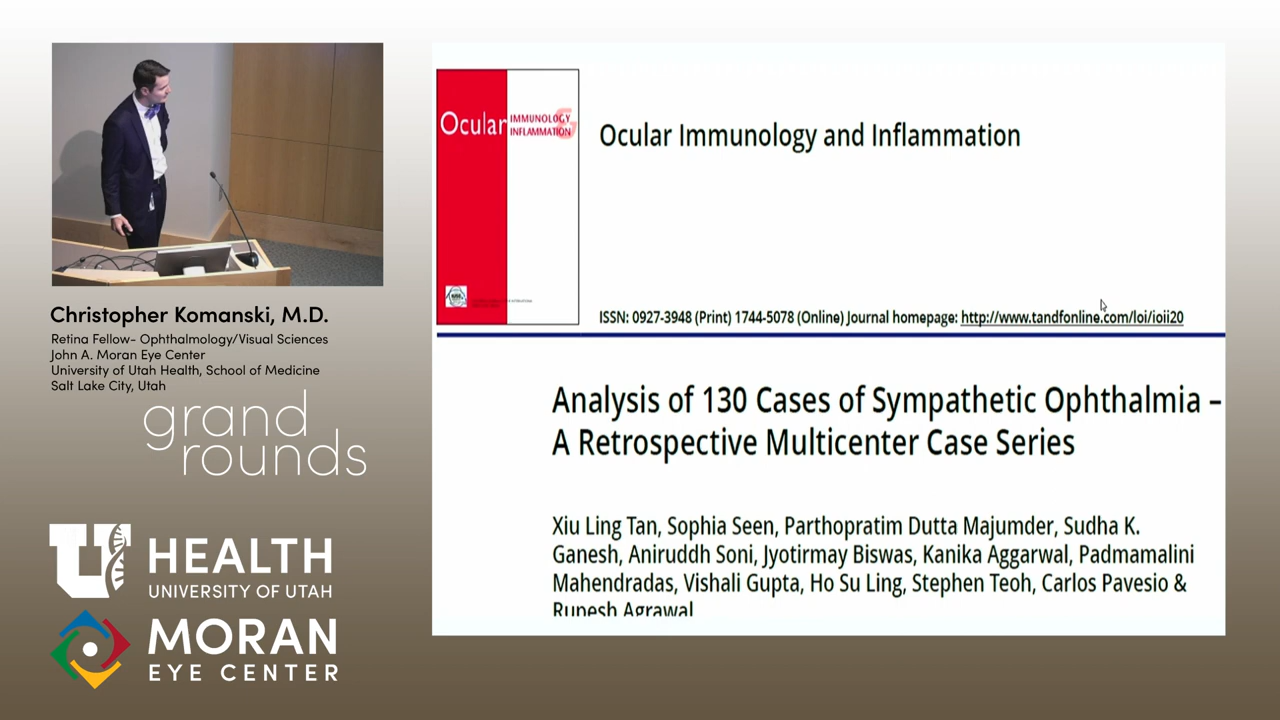 Ocular
IMMUNOLOGY
INFLAMMATION
Ocular Immunology and Inflammation
ISSN: 0927-3948 (Print) 1744-5078 (Online) Journal homepage: http://www.tandfonline.com/loi/ioii20
Analysis of 130 Cases of Sympathetic Ophthalmia –
A Retrospective Multicenter Case Series
Xiu Ling Tan, Sophia Seen, Parthopratim Dutta Majumder, Sudha K.
Ganesh, Aniruddh Soni, Jyotirmay Biswas, Kanika Aggarwal, Padmamalini
Mahendradas, Vishali Gupta, Ho Su Ling, Stephen Teoh, Carlos Pavesio &
Rupesh Agrawal
Christopher Komanski, M.D.
Retina Fellow– Ophthalmology/Visual Sciences
John A. Moran Eye Center
University of Utah Health, School of Medicine
Salt Lake City, Utah
grand
rounds
U HEALTH
UNIVERSITY OF UTAH
MORAN
EYE CENTER